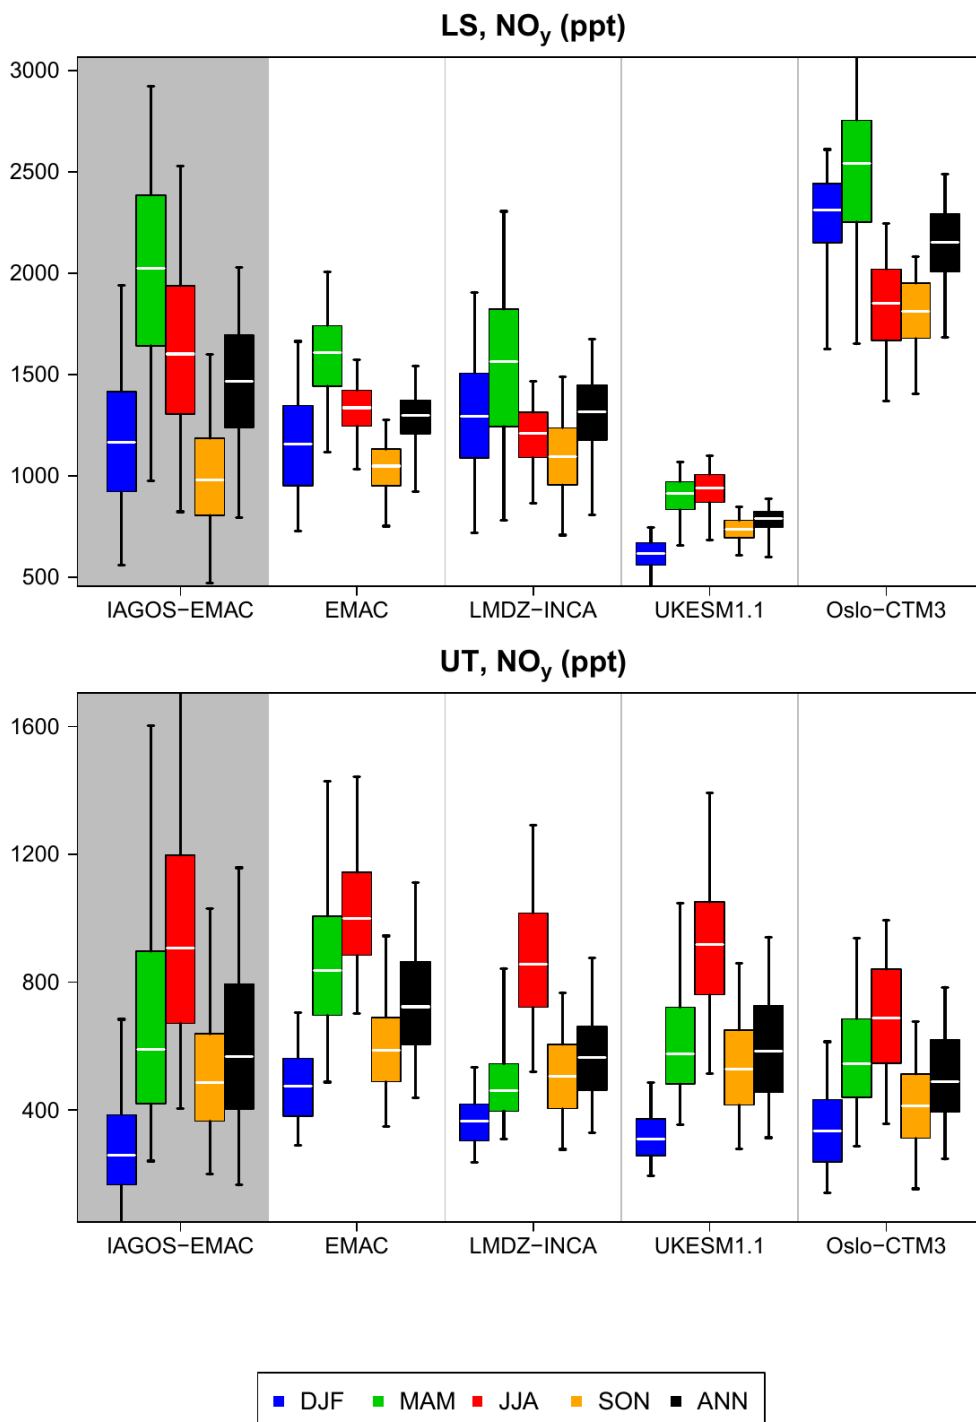 LS, NOy (ppt)
3000
2500
2000
1500
1000
500
IAGOS−EMAC EMAC LMDZ−INCA UKESM1.1 Oslo−CTM3
UT, NOy (ppt)
1600
1200
800
400
IAGOS−EMAC EMAC LMDZ−INCA UKESM1.1 Oslo−CTM3
DJF MAM JJA SON ANN